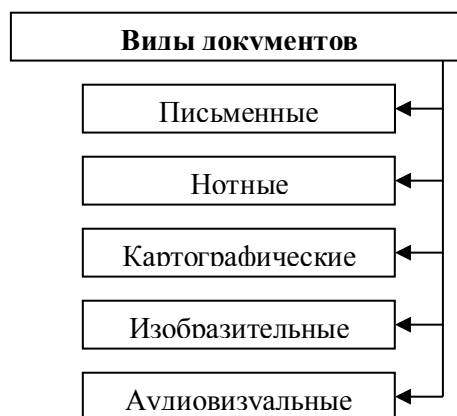 Виды документов
Письменные
Нотные
Картографические
Изобразительные
Аудиовизуальные